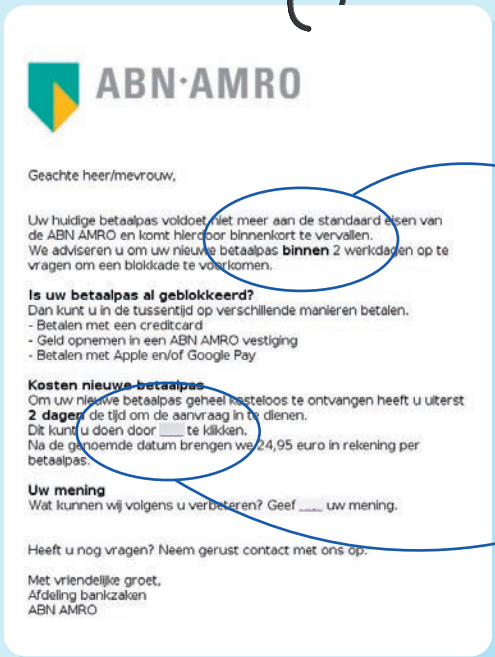 ABN·AMRO
Geachte heer/mevrouw,
Uw huidige betaalpas voldoet niet meer aan de standaard eisen van
de ABN AMRO en komt hierdoor binnenkort te vervallen.
We adviseren u om uw nieuwe betaalpas binnen 2 werkdagen op te
vragen om een blokkade te voorkomen.
Is uw betaalpas al geblokkeerd?
Dan kunt u in de tussentijd op verschillende manieren betalen.
- Betalen met een creditcard
- Geld opnemen in een ABN AMRO vestiging
- Betalen met Apple en/of Google Pay
Kosten nieuwe betaalpas
Om uw nieuwe betaalpas geheel kosteloos te ontvangen heeft u uiterst
2 dagen de tijd om de aanvraag in te dienen.
Dit kunt u doen door te klikken.
Na de genoemde datum brengen we 24,95 euro in rekening per
betaalpas.
Uw mening
Wat kunnen wij volgens u verbeteren? Geef uw mening.
Heeft u nog vragen? Neem gerust contact met ons op.
Met vriendelijke groet,
Afdeling bankzaken
ABN AMRO